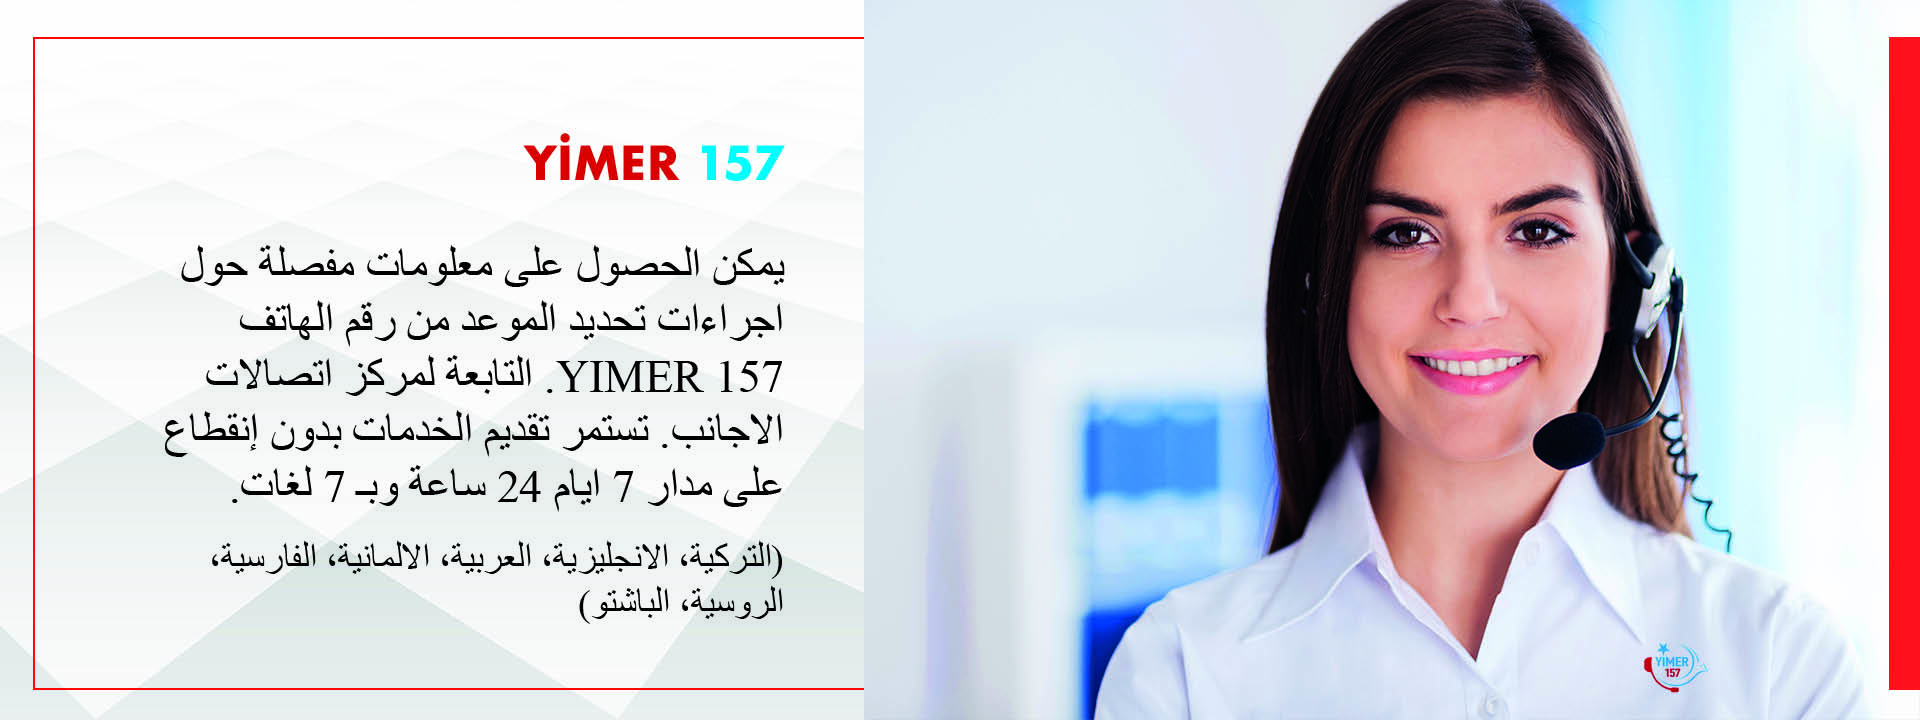 YİMER 157
يمكن الحصول على معلومات مفصلة حول
اجراءات تحديد الموعد من رقم الهاتف
YIMER 157. التابعة لمركز اتصالات
الاجانب. تستمر تقديم الخدمات بدون إنقطاع
على مدار 7 ايام 24 ساعة وبـ 7 لغات.
(التركية، الانجليزية، العربية، الالمانية، الفارسية،
الروسية، الباشتو)
YIMER
157